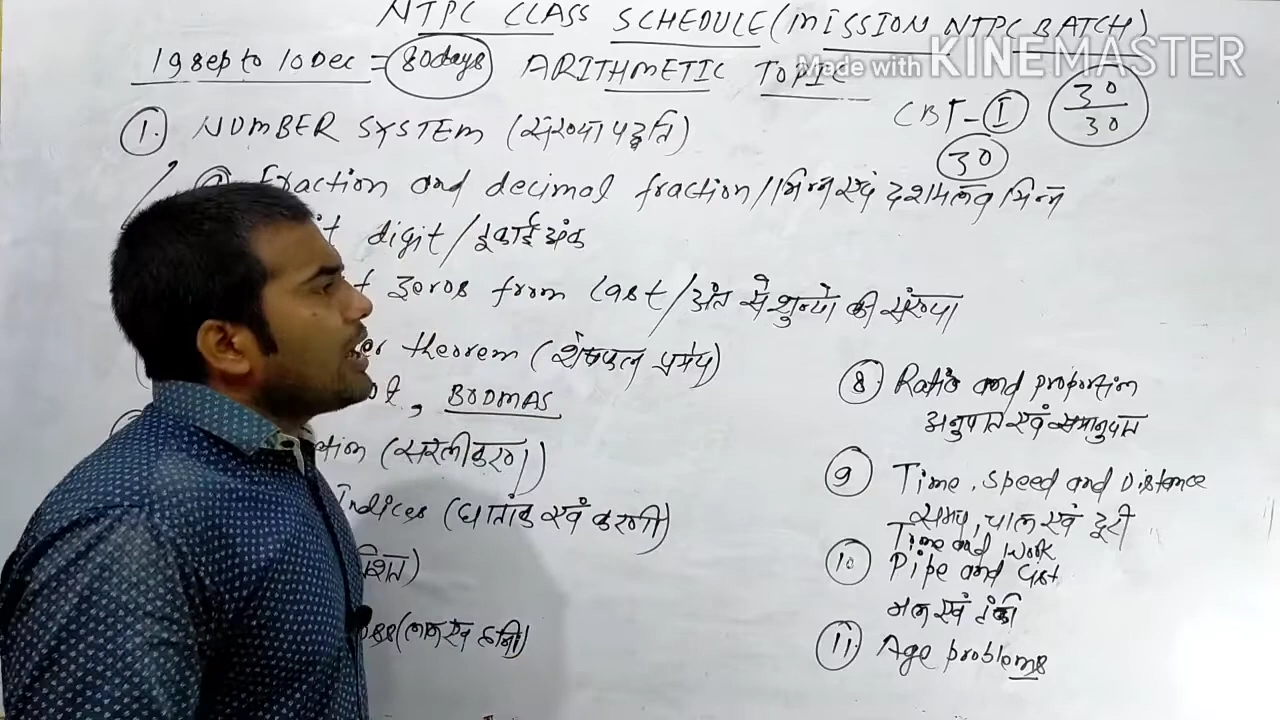 NTPC CLASS SCHEDULE (MISSION NTPC BATCH)
Made with KINEMASTER
19 Sep to 10 Dec = 80 days ARITHMETIC TOPIC
CBT - I 30/30
30
1. NUMBER SYSTEM (संख्या पद्धति)
Fraction and decimal fraction / भिन्न एवं दशमलव भिन्न
digit / इकाई अंक
zeros from last / अंत से शुन्यो की संख्या
theorem (शेषफल प्रमेय)
, BODMAS
(सरलीकरण)
Indices (घातांक एवं करणी)
(लाभ एवं हानि)
8. Ratio and proportion
अनुपात एवं समानुपात
9 Time, Speed and Distance
समय, चाल एवं दूरी
Time and Work
10 Pipe and
नल एवं टंकी
11. Age problems